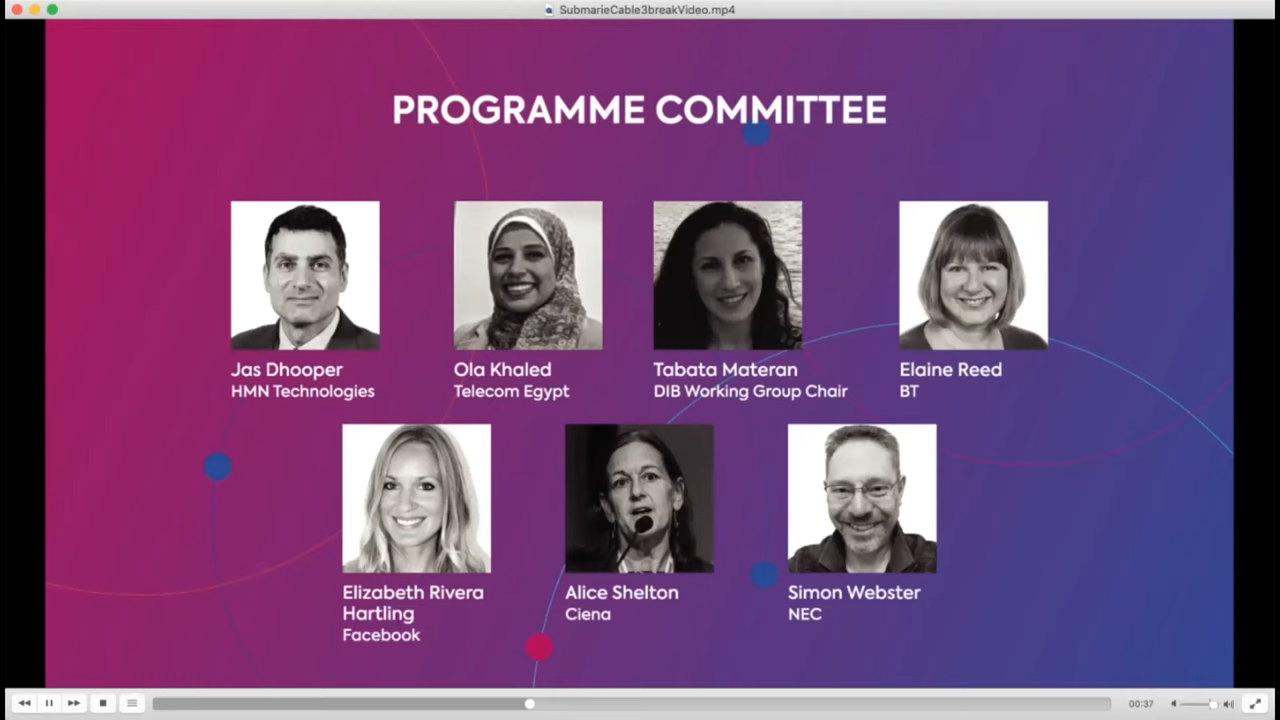 SubmarieCable3breakVideo.mp4
PROGRAMME COMMITTEE
Jas Dhooper
HMN Technologies
Ola Khaled
Telecom Egypt
Tabata Materan
DIB Working Group Chair
Elaine Reed
BT
Elizabeth Rivera
Hartling
Facebook
Alice Shelton
Ciena
Simon Webster
NEC
00:37